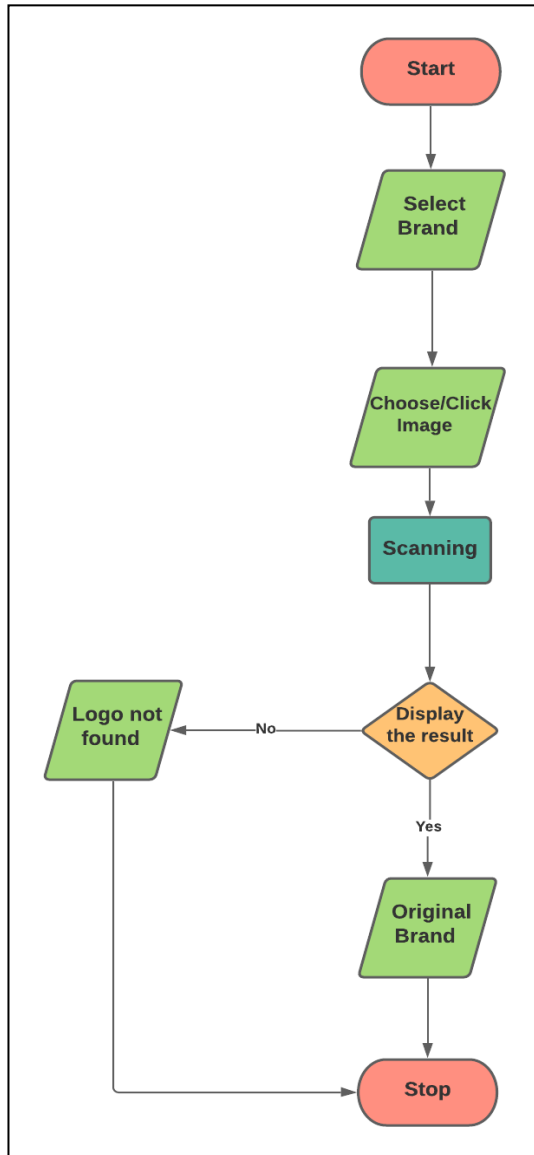 Start
Select
Brand
Choose/Click
Image
Scanning
Display
the result
No
Logo not
found
Yes
Original
Brand
Stop